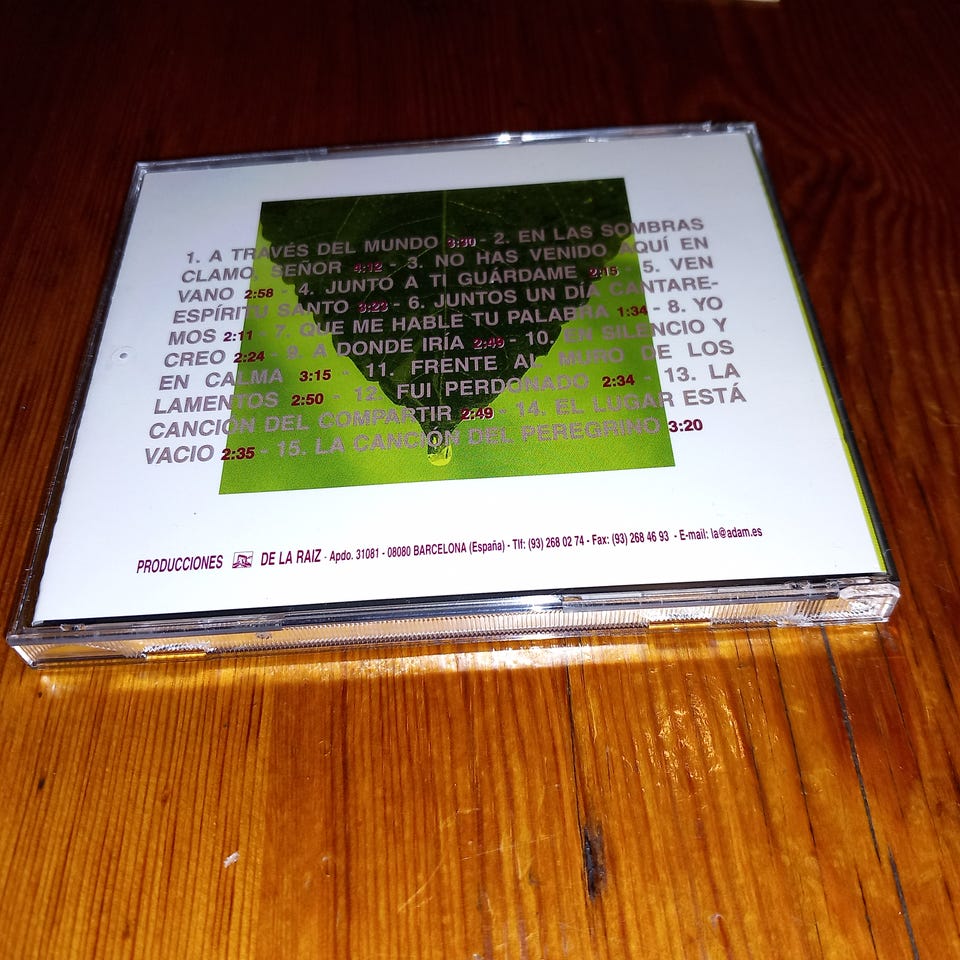 1. A TRAVÉS DEL MUNDO 3:30 - 2. EN LAS SOMBRAS
CLAMO, SEÑOR 4:12 - 3. NO HAS VENIDO AQUÍ EN
VANO 2:58 - 4. JUNTO A TI GUÁRDAME 2:15 - 5. VEN
ESPÍRITU SANTO 3:23 - 6. JUNTOS UN DÍA CANTARE-
MOS 2:11 - 7. QUE ME HABLE TU PALABRA 1:34 - 8. YO
CREO 2:24 - 9. A DONDE IRÍA 2:49 - 10. EN SILENCIO Y
EN CALMA 3:15 - 11. FRENTE AL MURO DE LOS
LAMENTOS 2:50 - 12. FUI PERDONADO 2:34 - 13. LA
CANCIÓN DEL COMPARTIR 2:49 - 14. EL LUGAR ESTÁ
VACIO 2:35 - 15. LA CANCIÓN DEL PEREGRINO 3:20
PRODUCCIONES DE LA RAIZ - Apdo. 31081 - 08080 BARCELONA (España) - Tlf: (93) 268 02 74 - Fax: (93) 268 46 93 - E-mail: la@adam.es